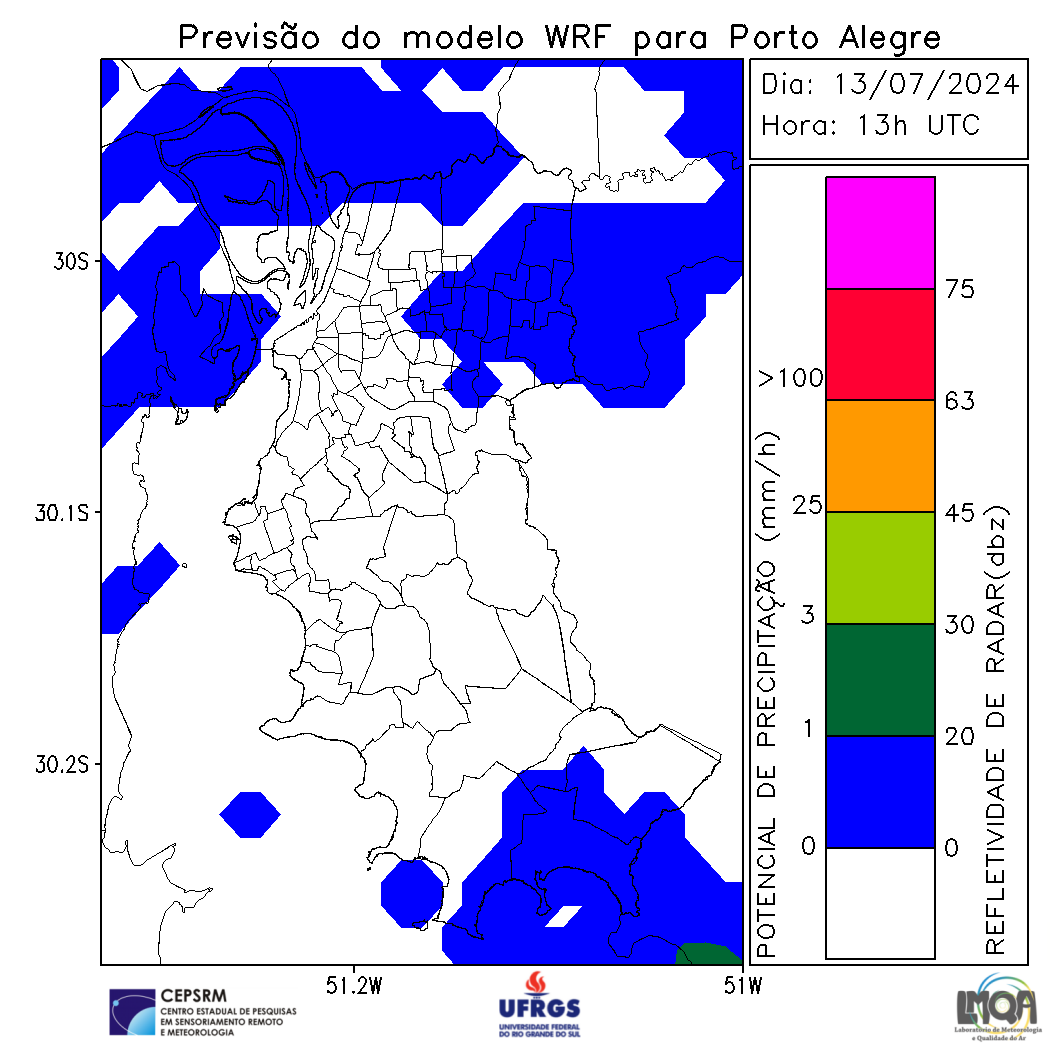 Previsão do modelo WRF para Porto Alegre
Dia: 13/07/2024
Hora: 13h UTC
30S
30.1S
30.2S
51.2W
51W
POTENCIAL DE PRECIPITAÇÃO (mm/h)
>100
25
3
1
0
75
63
45
30
20
0
REFLETIVIDADE DE RADAR(dbz)
CEPSRM
CENTRO ESTADUAL DE PESQUISAS
EM SENSORIAMENTO REMOTO
E METEOROLOGIA
UFRGS
UNIVERSIDADE FEDERAL
DO RIO GRANDE DO SUL
LMQA
Laboratório de Meteorologia
e Qualidade do Ar